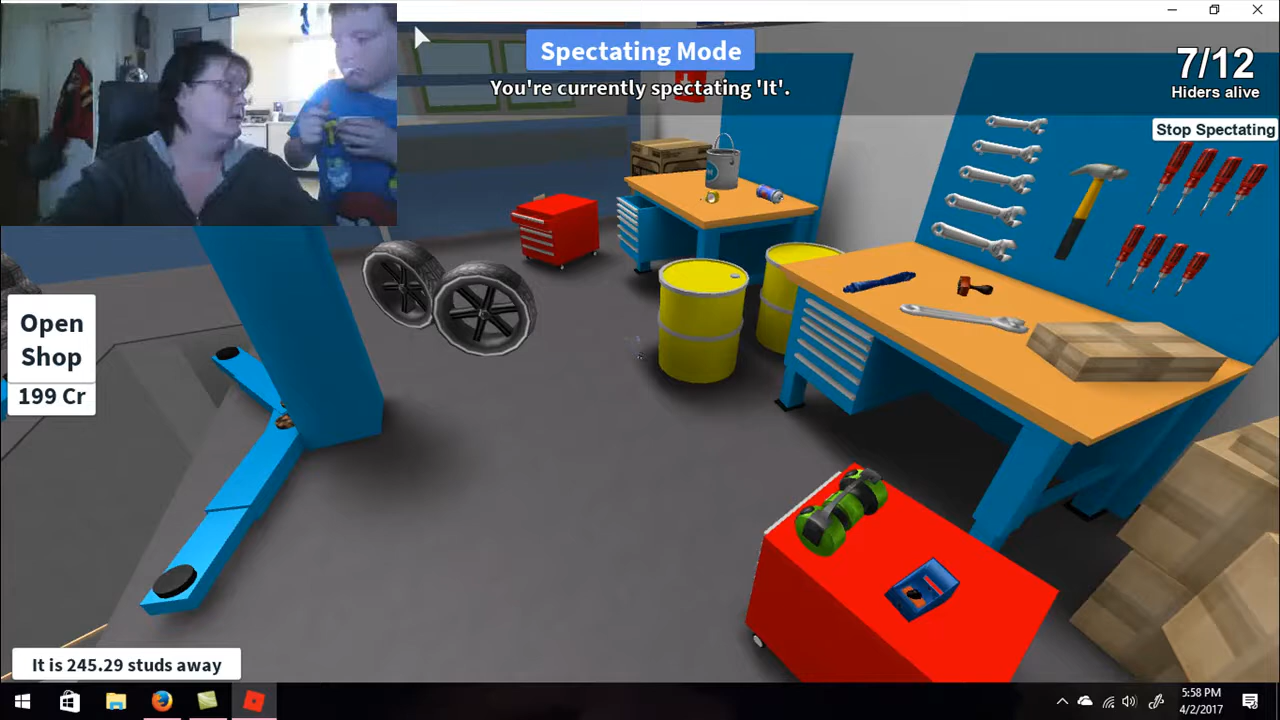 Spectating Mode
You're currently spectating 'It'.
7/12
Hiders alive
Stop Spectating
Open
Shop
199 Cr
It is 245.29 studs away
5:58 PM
4/2/2017